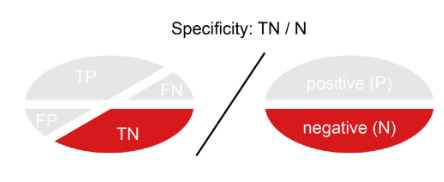 Specificity: TN / N
TP
FN
FP
TN
positive (P)
negative (N)